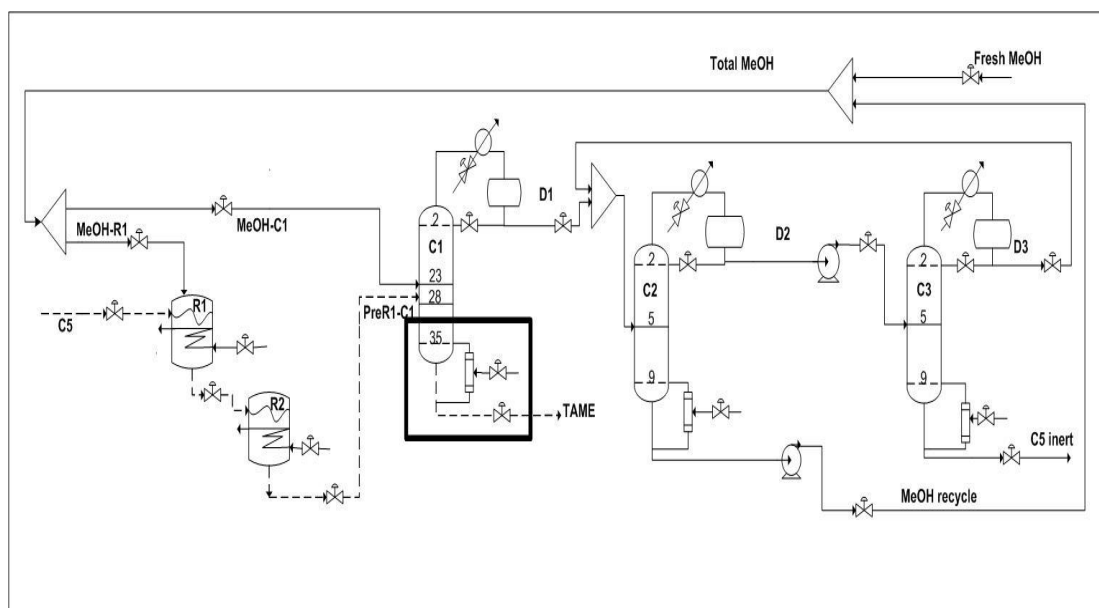 Total MeOH
Fresh MeOH
D1
2
C1
23
28
35
MeOH-C1
MeOH-R1
PreR1-C1
C5
R1
R2
TAME
2
C2
5
9
D2
2
C3
5
9
D3
C5 inert
MeOH recycle